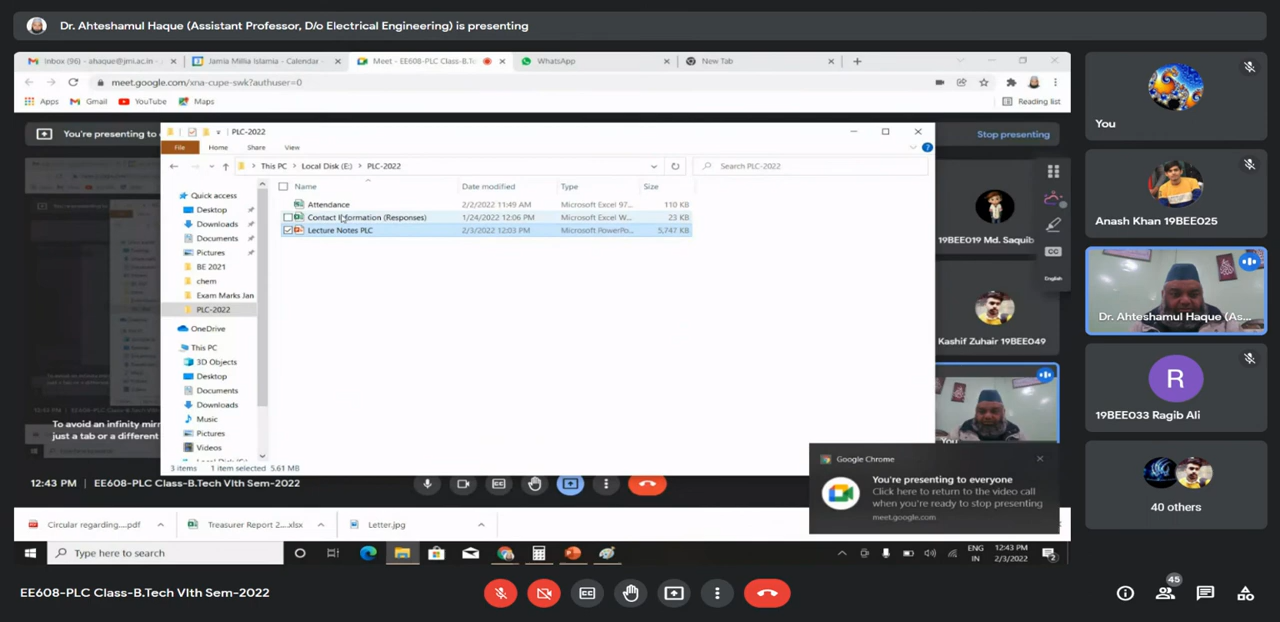 Dr. Ahteshamul Haque (Assistant Professor, D/o Electrical Engineering) is presenting
Inbox (96) - ahaque@jmi.ac.in -
Jamia Millia Islamia - Calendar -
Meet - EE608-PLC Class-B.Te
WhatsApp
New Tab
meet.google.com/xna-cupe-swk?authuser=0
Apps
Gmail
YouTube
Maps
Reading list
You're presenting to
PLC-2022
Stop presenting
File
Home
Share
View
This PC > Local Disk (E:) > PLC-2022
Search PLC-2022
Name
Date modified
Type
Size
Attendance
2/2/2022 11:49 AM
Microsoft Excel 97...
110 KB
Contact Information (Responses)
1/24/2022 12:06 PM
Microsoft Excel W...
23 KB
Lecture Notes PLC
2/3/2022 12:03 PM
Microsoft PowerPo...
5,747 KB
Quick access
Desktop
Downloads
Documents
Pictures
BE 2021
chem
Exam Marks Jan
PLC-2022
OneDrive
This PC
3D Objects
Desktop
Documents
Downloads
Music
Pictures
Videos
3 items
1 item selected 5.61 MB
To avoid an infinity mirr
just a tab or a different
19BEE019 Md. Saquib
CC
English
Kashif Zuhair 19BEE049
You
12:43 PM | EE608-PLC Class-B.Tech VIth Sem-2022
Google Chrome
You're presenting to everyone
Click here to return to the video call
when you're ready to stop presenting
meet.google.com
Circular regarding....pdf
Treasurer Report 2....xlsx
Letter.jpg
Type here to search
ENG
IN
12:43 PM
2/3/2022
2
You
Anash Khan 19BEE025
Dr. Ahteshamul Haque (As...
R
19BEE033 Ragib Ali
40 others
EE608-PLC Class-B.Tech VIth Sem-2022
CC
45